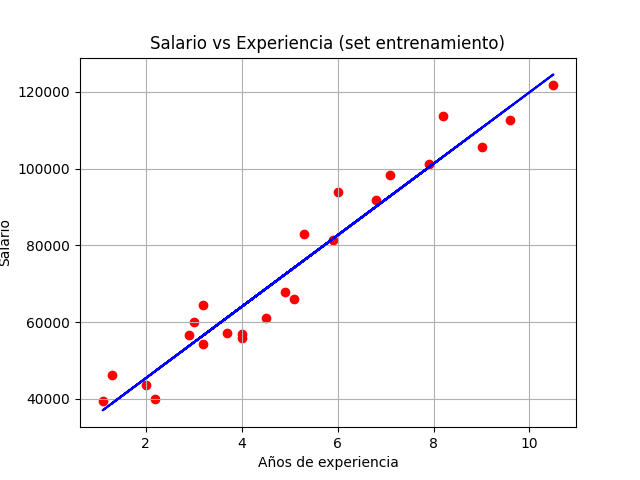 Salario vs Experiencia (set entrenamiento)
120000
100000
80000
60000
40000
Salario
2 4 6 8 10
Años de experiencia